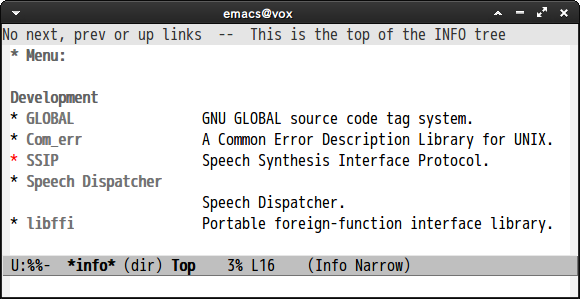 emacs@vox
No next, prev or up links  --  This is the top of the INFO tree
* Menu:
Development
* GLOBAL                GNU GLOBAL source code tag system.
* Com_err               A Common Error Description Library for UNIX.
* SSIP                  Speech Synthesis Interface Protocol.
* Speech Dispatcher
                        Speech Dispatcher.
* libffi                Portable foreign-function interface library.
U:%%-  *info* (dir) Top    3% L16    (Info Narrow)